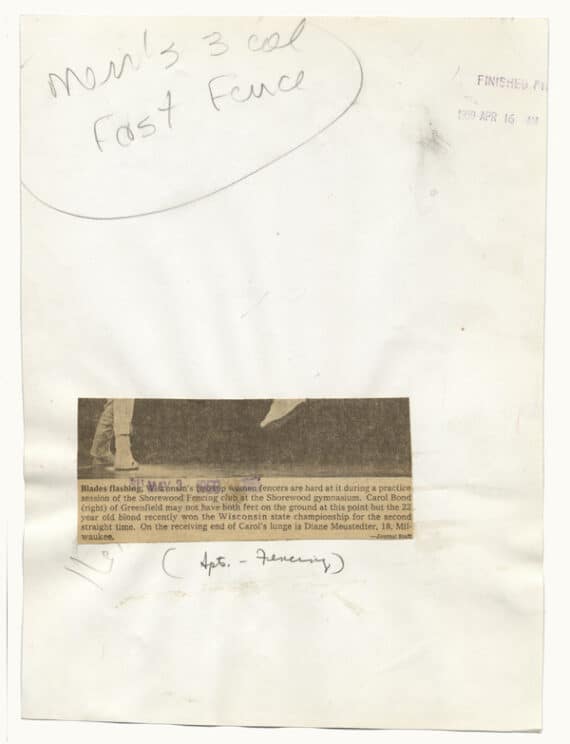 men's 3 col
Fast Fence
FINISHED
APR 16 AM
MAY 3
Blades flashing, Wisconsin's two top women fencers are hard at it during a practice
session of the Shorewood Fencing club at the Shorewood gymnasium. Carol Bond
(right) of Greenfield may not have both feet on the ground at this point but the 22
year old blond recently won the Wisconsin state championship for the second
straight time. On the receiving end of Carol's lunge is Diane Meustedter, 18, Mil-
waukee.
—Journal Staff
(Spts. - Fencing)